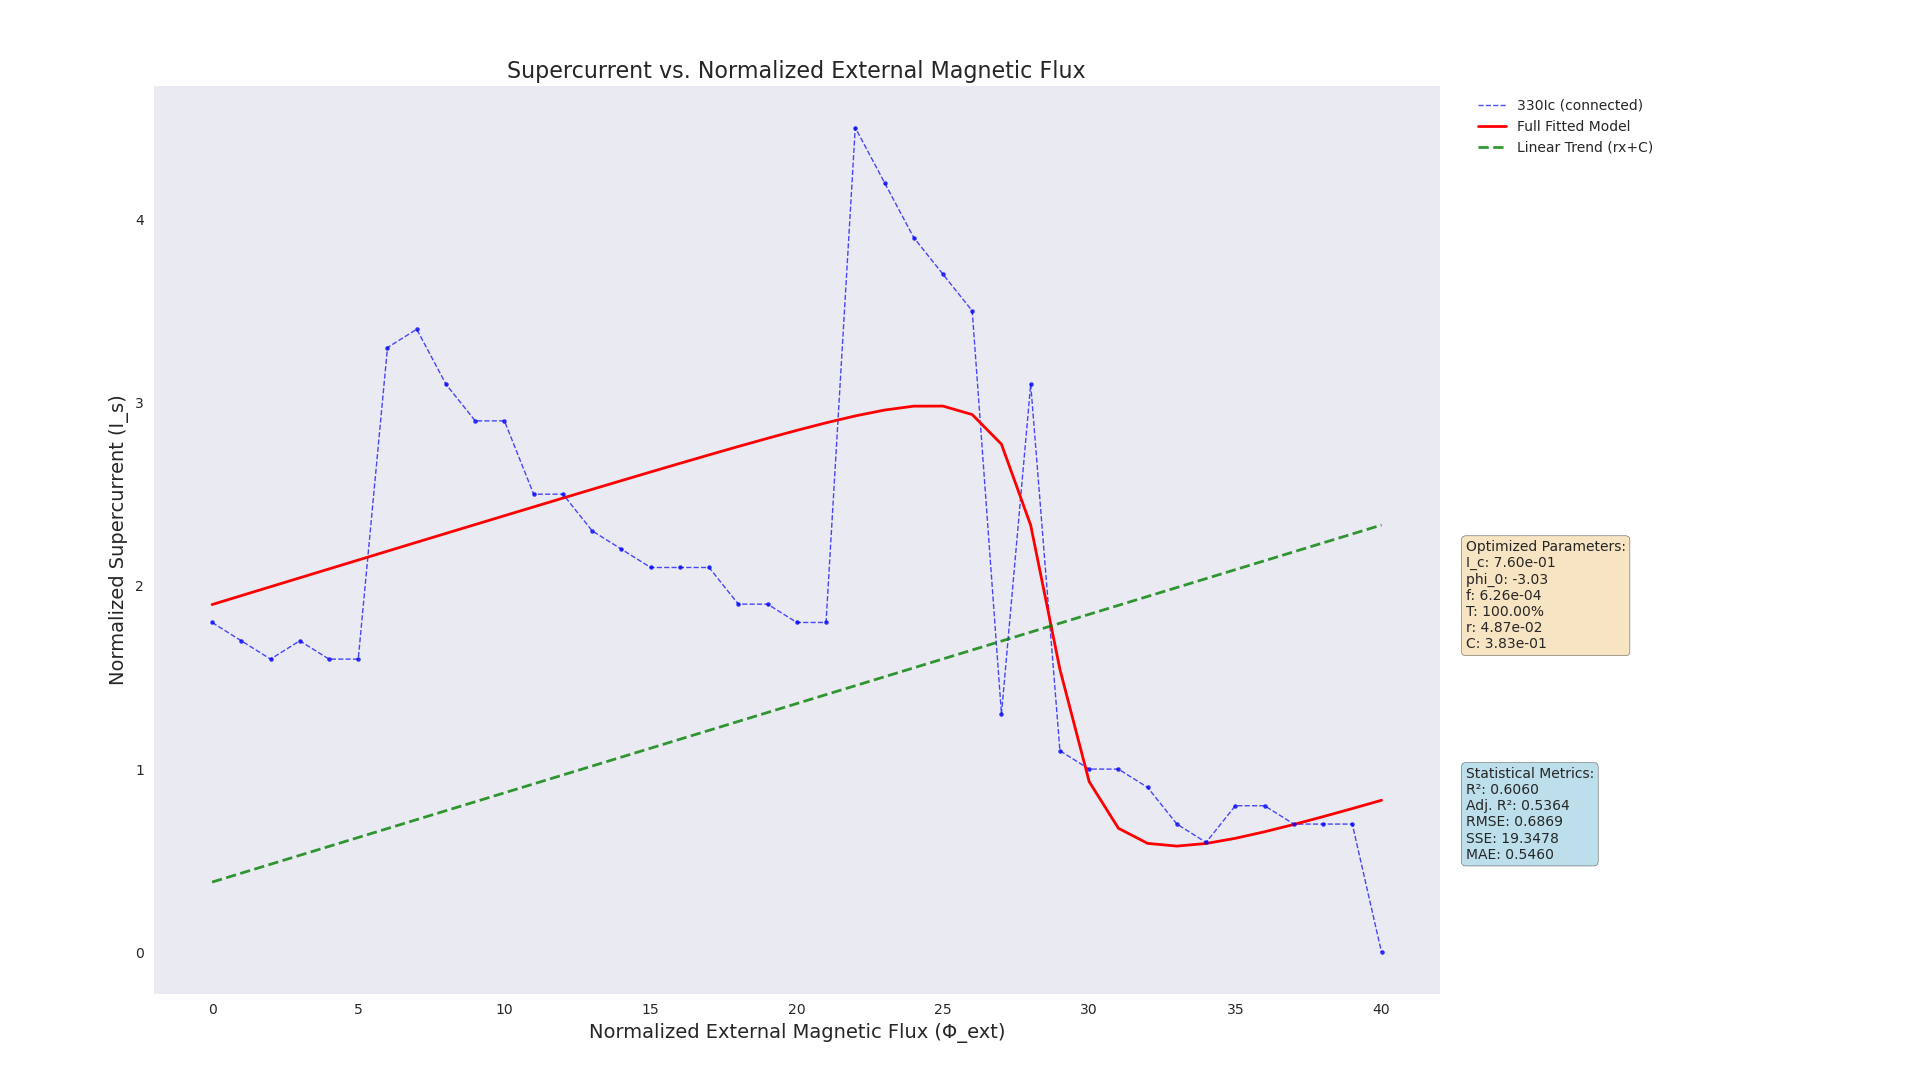 Supercurrent vs. Normalized External Magnetic Flux
330Ic (connected)
Full Fitted Model
Linear Trend (rx+C)
Normalized Supercurrent (I_s)
4
3
2
1
0
0 5 10 15 20 25 30 35 40
Normalized External Magnetic Flux (Φ_ext)
Optimized Parameters:
I_c: 7.60e-01
phi_0: -3.03
f: 6.26e-04
T: 100.00%
r: 4.87e-02
C: 3.83e-01
Statistical Metrics:
R²: 0.6060
Adj. R²: 0.5364
RMSE: 0.6869
SSE: 19.3478
MAE: 0.5460